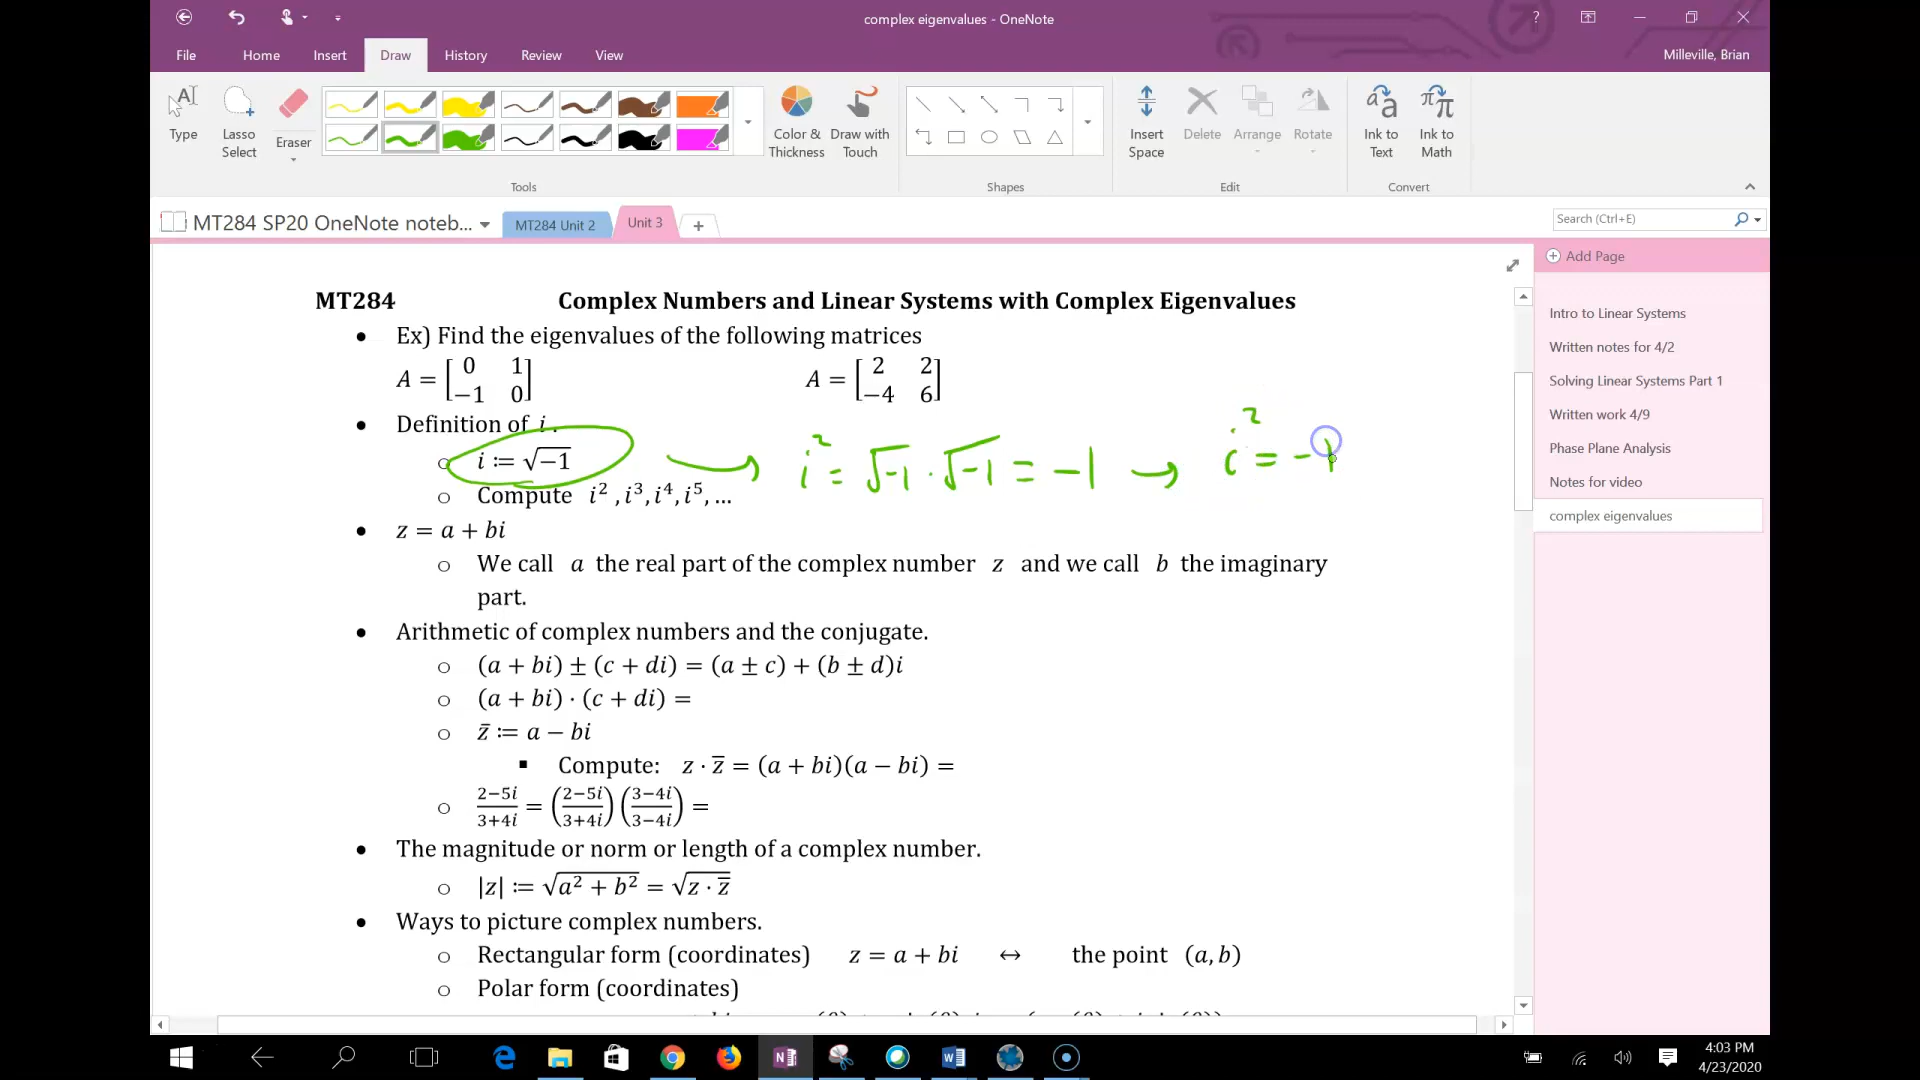 complex eigenvalues - OneNote
?
File Home Insert Draw History Review View
Milleville, Brian
Type
Lasso Select
Eraser
Color & Thickness
Draw with Touch
Insert Space
Delete
Arrange
Rotate
Ink to Text
Ink to Math
Tools Shapes Edit Convert
MT284 SP20 OneNote noteb...
MT284 Unit 2
Unit 3
+
Search (Ctrl+E)
Add Page
Intro to Linear Systems
Written notes for 4/2
Solving Linear Systems Part 1
Written work 4/9
Phase Plane Analysis
Notes for video
complex eigenvalues
MT284 Complex Numbers and Linear Systems with Complex Eigenvalues
• Ex) Find the eigenvalues of the following matrices
A = [0 1
−1 0]
A = [2 2
−4 6]
• Definition of i.
o i ≔ √−1
i² = √-1 · √-1 = -1 → i² = -1
o Compute i², i³, i⁴, i⁵, …
• z = a + bi
o We call a the real part of the complex number z and we call b the imaginary
part.
• Arithmetic of complex numbers and the conjugate.
o (a + bi) ± (c + di) = (a ± c) + (b ± d)i
o (a + bi) · (c + di) =
o z̄ ≔ a − bi
▪ Compute: z · z̄ = (a + bi)(a − bi) =
o (2−5i)/(3+4i) = ((2−5i)/(3+4i)) ((3−4i)/(3−4i)) =
• The magnitude or norm or length of a complex number.
o |z| ≔ √(a² + b²) = √(z · z̄)
• Ways to picture complex numbers.
o Rectangular form (coordinates) z = a + bi ↔ the point (a, b)
o Polar form (coordinates)
4:03 PM
4/23/2020